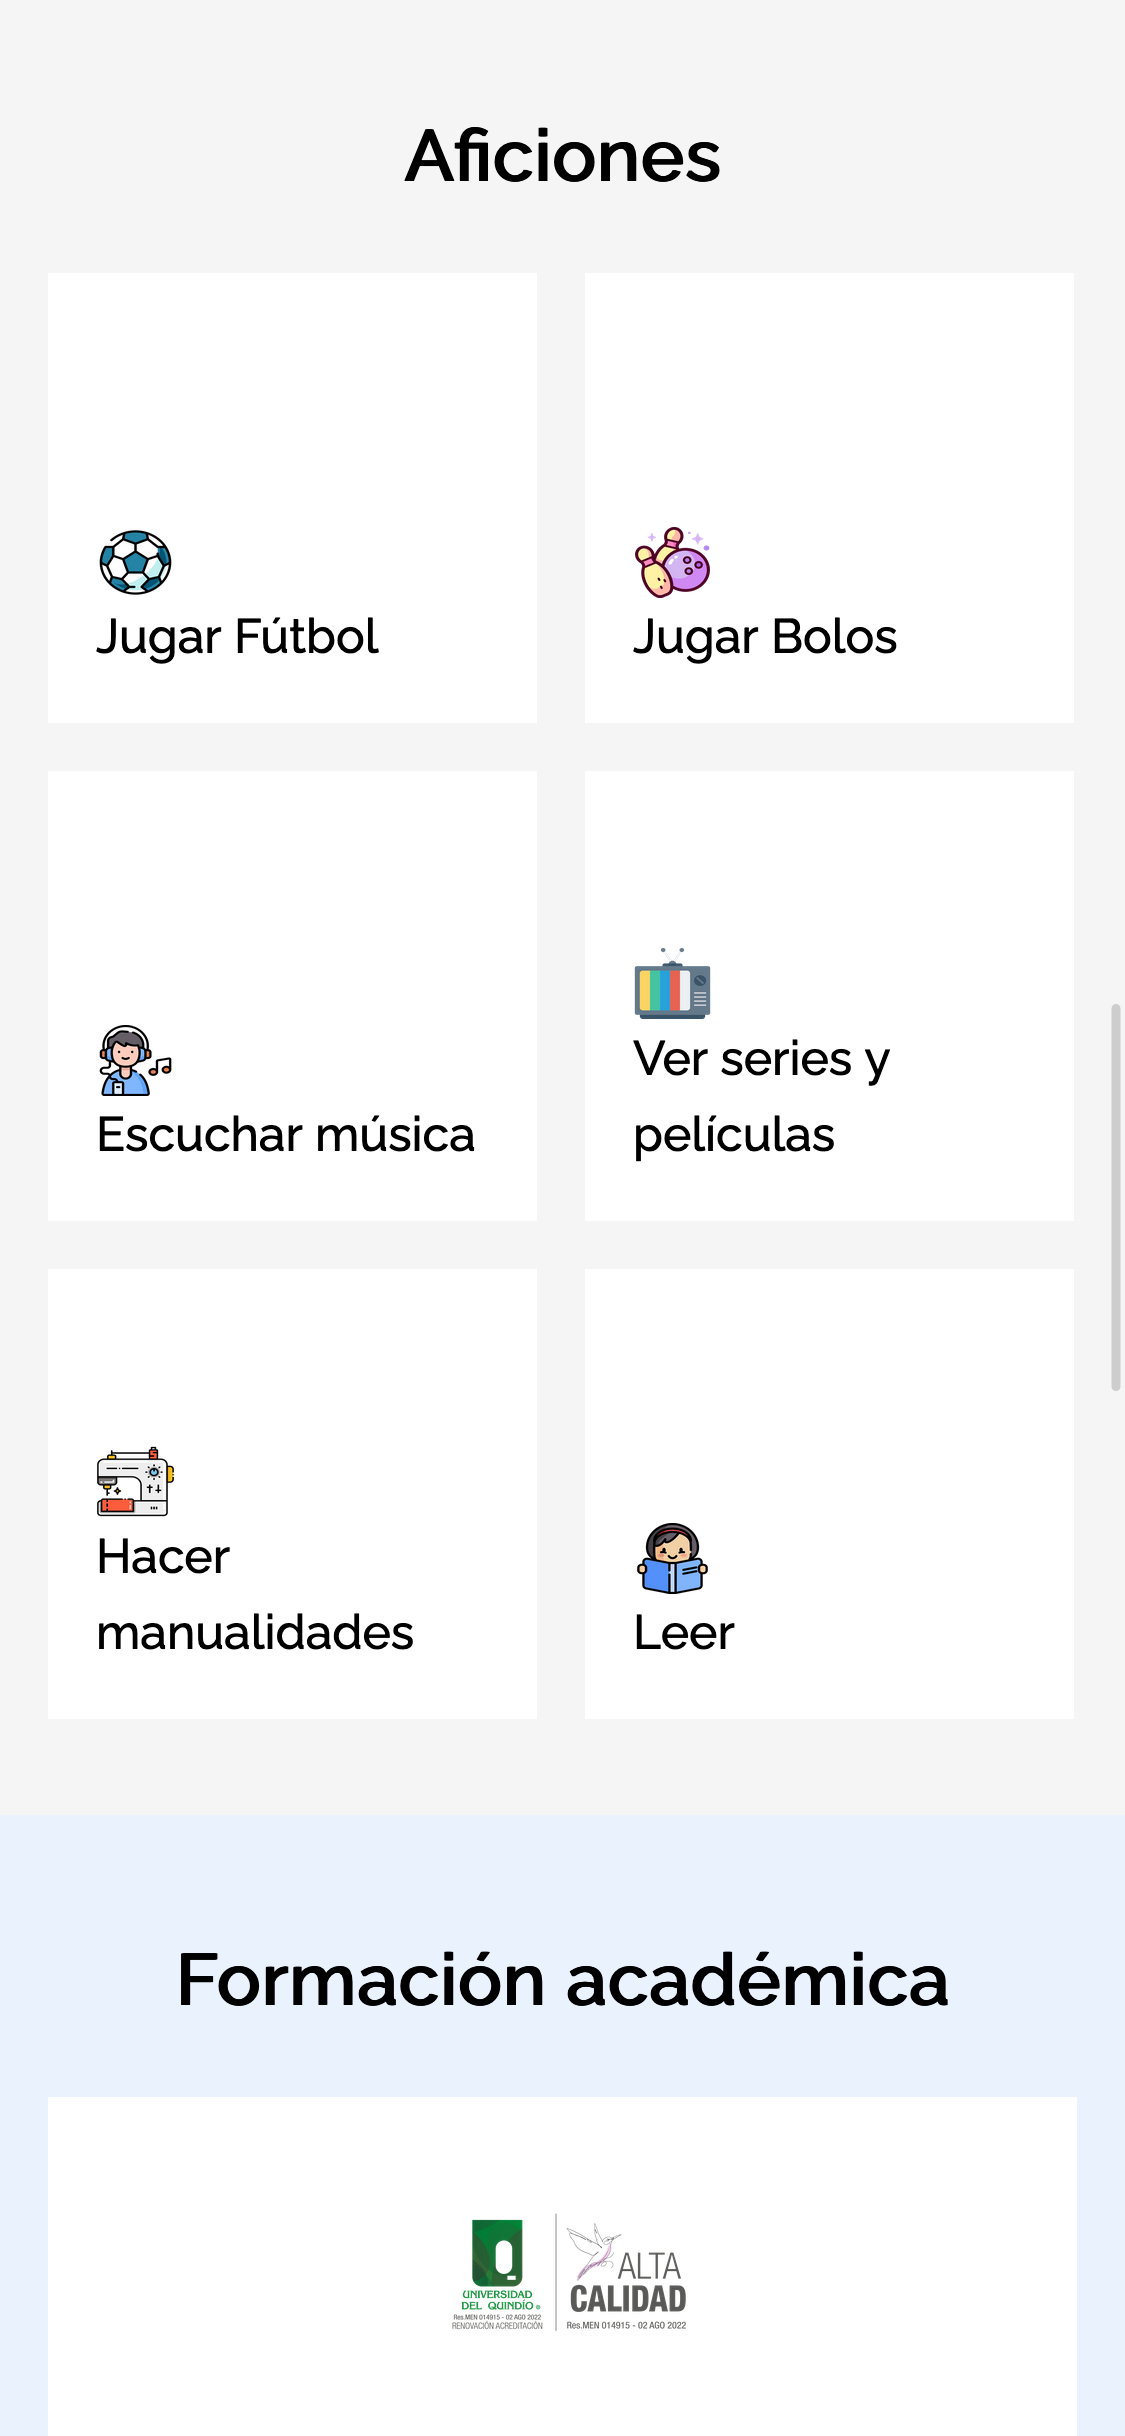 Aficiones
Jugar Fútbol
Jugar Bolos
Escuchar música
Ver series y
películas
Hacer
manualidades
Leer
Formación académica
UNIVERSIDAD
DEL QUINDÍO
Res.MEN 014915 - 02 AGO 2022
RENOVACIÓN ACREDITACIÓN
ALTA
CALIDAD
Res.MEN 014915 - 02 AGO 2022